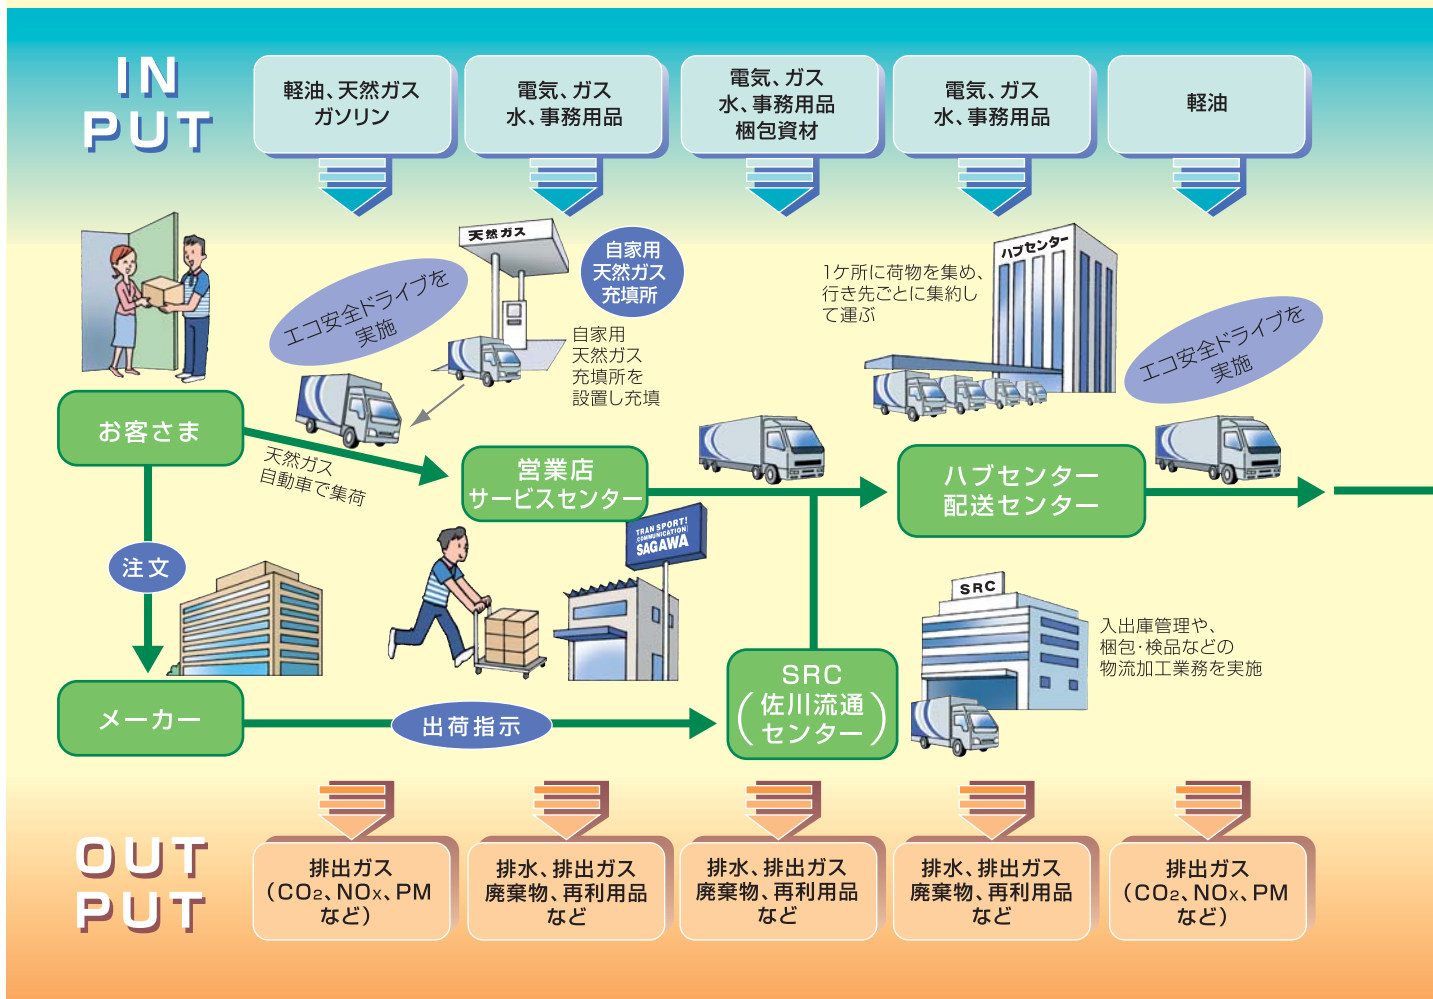 IN
PUT
軽油、天然ガス
ガソリン
電気、ガス
水、事務用品
電気、ガス
水、事務用品
梱包資材
電気、ガス
水、事務用品
軽油
天然ガス
自家用
天然ガス
充填所
エコ安全ドライブを
実施
自家用
天然ガス
充填所を
設置し充填
ハブセンター
1ケ所に荷物を集め、
行き先ごとに集約し
て運ぶ
エコ安全ドライブを
実施
お客さま
天然ガス
自動車で集荷
営業店
サービスセンター
ハブセンター
配送センター
TRANSPORT!
COMMUNICATION
SAGAWA
注文
SRC
入出庫管理や、
梱包・検品などの
物流加工業務を実施
メーカー
出荷指示
SRC
(佐川流通
センター)
OUT
PUT
排出ガス
(CO2、NOx、PM
など)
排水、排出ガス
廃棄物、再利用品
など
排水、排出ガス
廃棄物、再利用品
など
排水、排出ガス
廃棄物、再利用品
など
排出ガス
(CO2、NOx、PM
など)